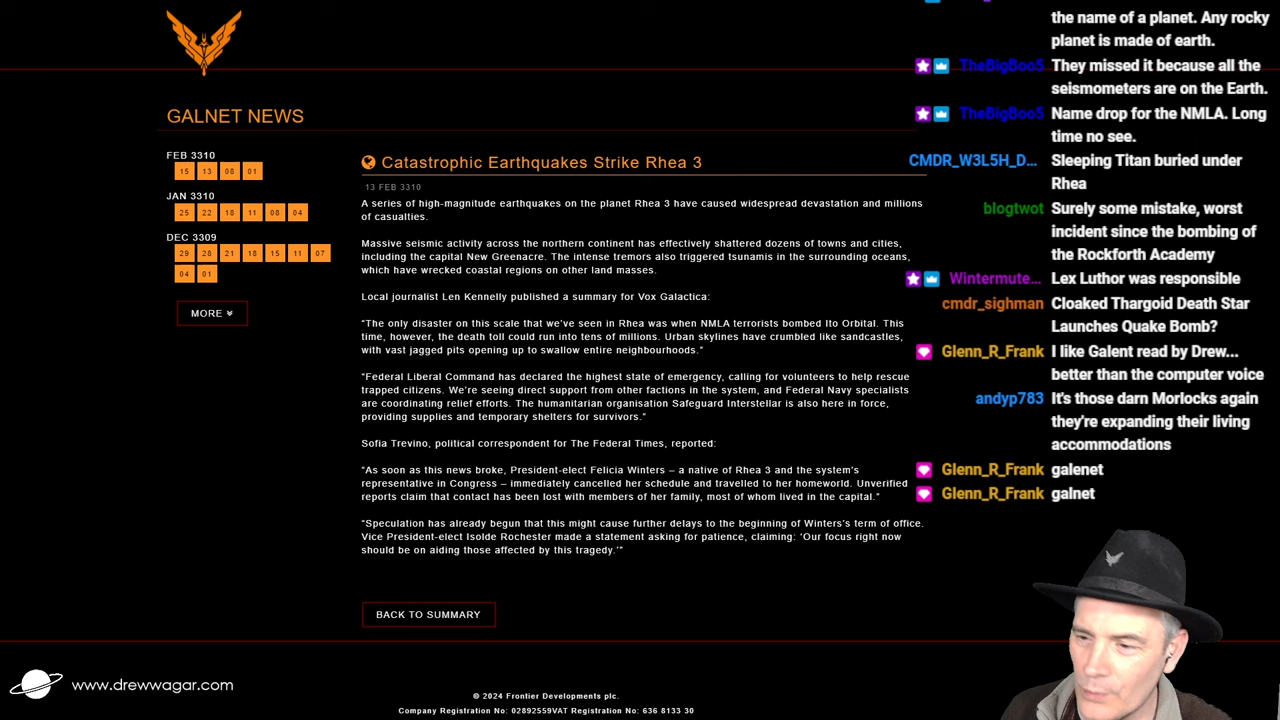 GALNET NEWS
FEB 3310
15 13 08 01
JAN 3310
25 22 18 11 08 04
DEC 3309
29 28 21 18 15 11 07
04 01
MORE
Catastrophic Earthquakes Strike Rhea 3
13 FEB 3310
A series of high-magnitude earthquakes on the planet Rhea 3 have caused widespread devastation and millions
of casualties.
Massive seismic activity across the northern continent has effectively shattered dozens of towns and cities,
including the capital New Greenacre. The intense tremors also triggered tsunamis in the surrounding oceans,
which have wrecked coastal regions on other land masses.
Local journalist Len Kennelly published a summary for Vox Galactica:
“The only disaster on this scale that we’ve seen in Rhea was when NMLA terrorists bombed Ito Orbital. This
time, however, the death toll could run into tens of millions. Urban skylines have crumbled like sandcastles,
with vast jagged pits opening up to swallow entire neighbourhoods.”
“Federal Liberal Command has declared the highest state of emergency, calling for volunteers to help rescue
trapped citizens. We’re seeing direct support from other factions in the system, and Federal Navy specialists
are coordinating relief efforts. The humanitarian organisation Safeguard Interstellar is also here in force,
providing supplies and temporary shelters for survivors.”
Sofia Trevino, political correspondent for The Federal Times, reported:
“As soon as this news broke, President-elect Felicia Winters – a native of Rhea 3 and the system’s
representative in Congress – immediately cancelled her schedule and travelled to her homeworld. Unverified
reports claim that contact has been lost with members of her family, most of whom lived in the capital.”
“Speculation has already begun that this might cause further delays to the beginning of Winters’s term of office.
Vice President-elect Isolde Rochester made a statement asking for patience, claiming: ‘Our focus right now
should be on aiding those affected by this tragedy.’”
BACK TO SUMMARY
the name of a planet. Any rocky
planet is made of earth.
TheBigBoo5 They missed it because all the
seismometers are on the Earth.
TheBigBoo5 Name drop for the NMLA. Long
time no see.
CMDR_W3L5H_D... Sleeping Titan buried under
Rhea
blogtwot Surely some mistake, worst
incident since the bombing of
the Rockforth Academy
Wintermute... Lex Luthor was responsible
cmdr_sighman Cloaked Thargoid Death Star
Launches Quake Bomb?
Glenn_R_Frank I like Galent read by Drew...
better than the computer voice
andyp783 It's those darn Morlocks again
they're expanding their living
accommodations
Glenn_R_Frank galenet
Glenn_R_Frank galnet
www.drewwagar.com
© 2024 Frontier Developments plc.
Company Registration No: 02892559VAT Registration No: 636 8133 30